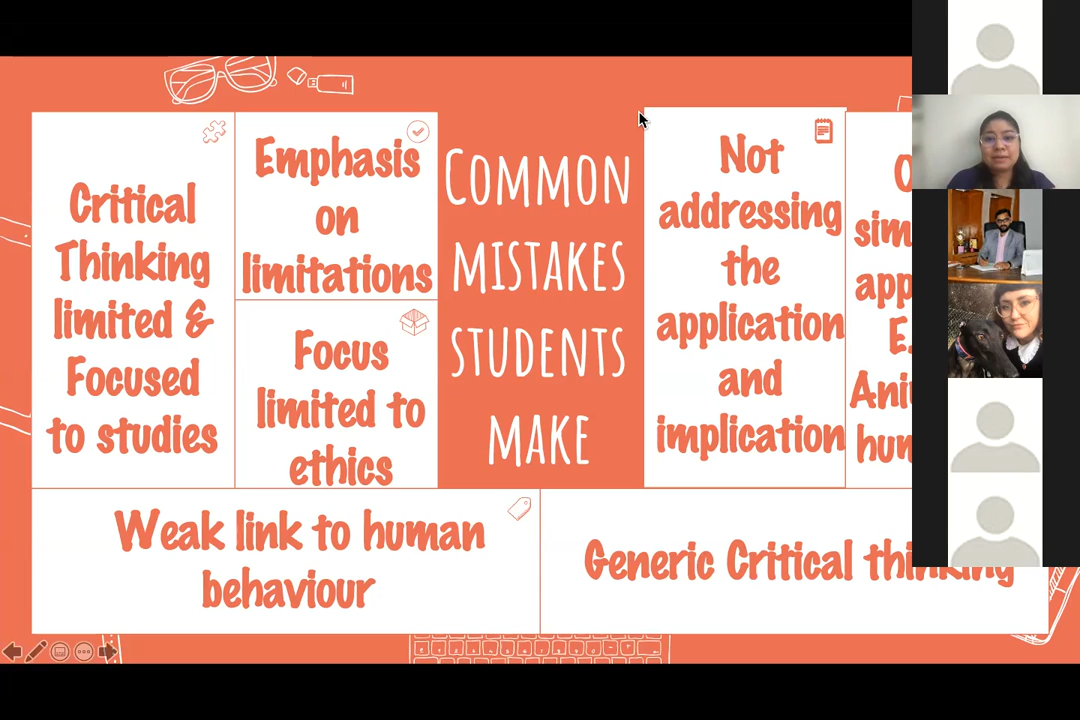 Critical
Thinking
limited &
Focused
to studies
Emphasis
on
limitations
Focus
limited to
ethics
COMMON
MISTAKES
STUDENTS
MAKE
Not
addressing
the
application
and
implication
Weak link to human
behaviour
Generic Critical thinking